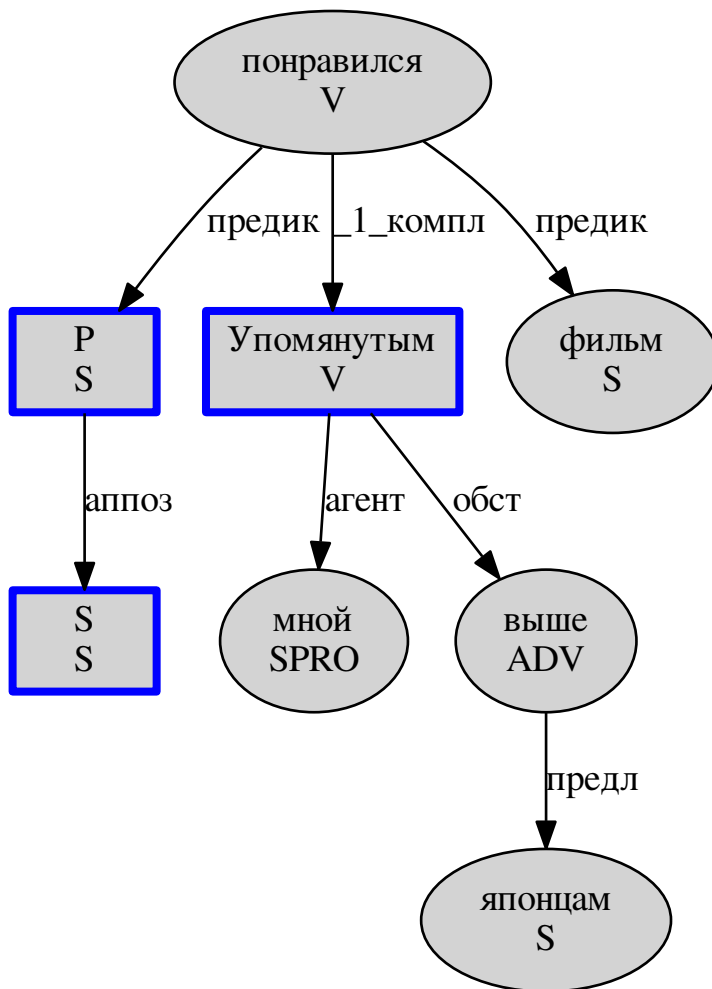 понравился
V
предик
_1_компл
предик
P
S
Упомянутым
V
фильм
S
аппоз
агент
обст
S
S
мной
SPRO
выше
ADV
предл
японцам
S